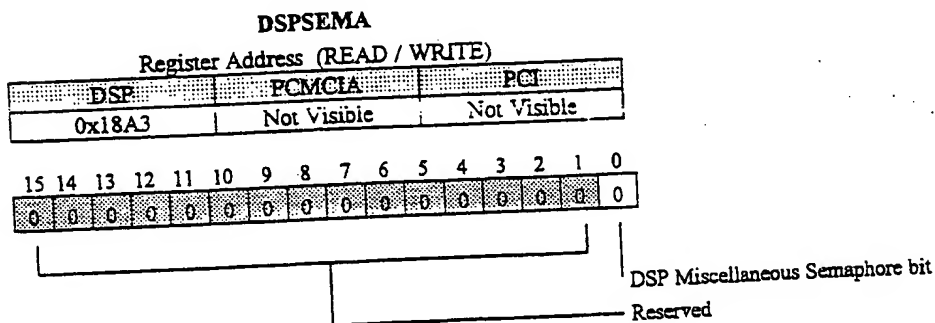 DSPSEMA
Register Address (READ / WRITE)
DSP PCMCIA PCI
0x18A3 Not Visible Not Visible
15 14 13 12 11 10 9 8 7 6 5 4 3 2 1 0
0 0 0 0 0 0 0 0 0 0 0 0 0 0 0 0
DSP Miscellaneous Semaphore bit
Reserved